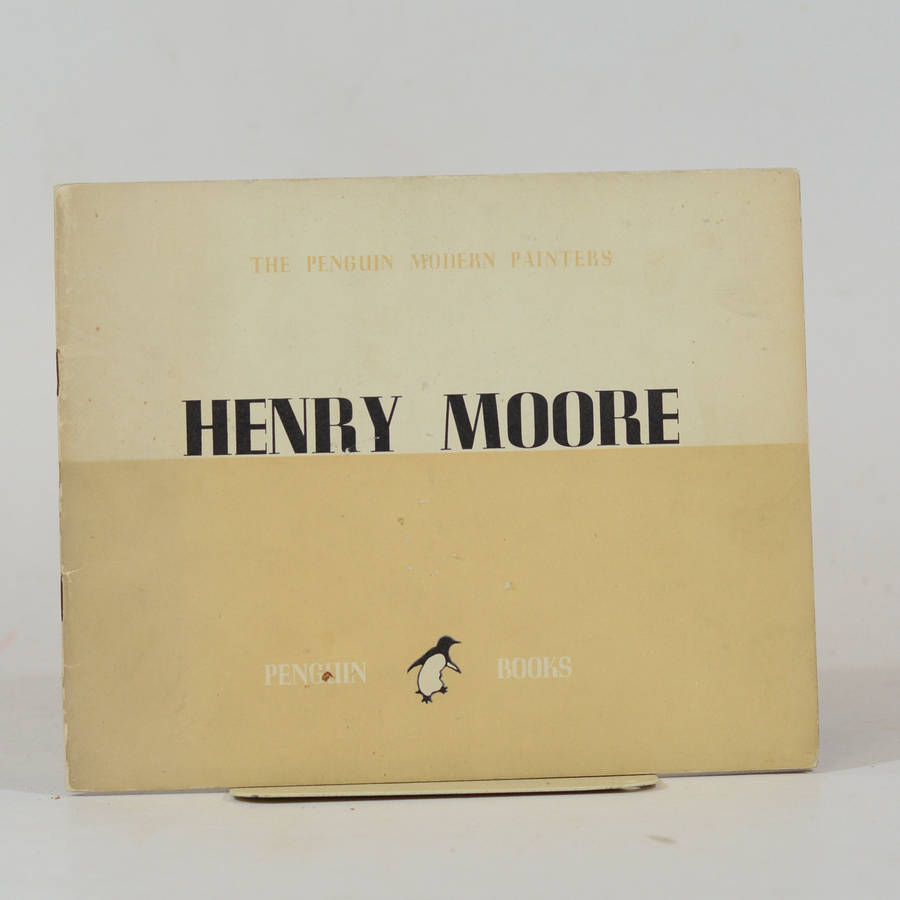 THE PENGUIN MODERN PAINTERS
HENRY MOORE
PENGUIN BOOKS